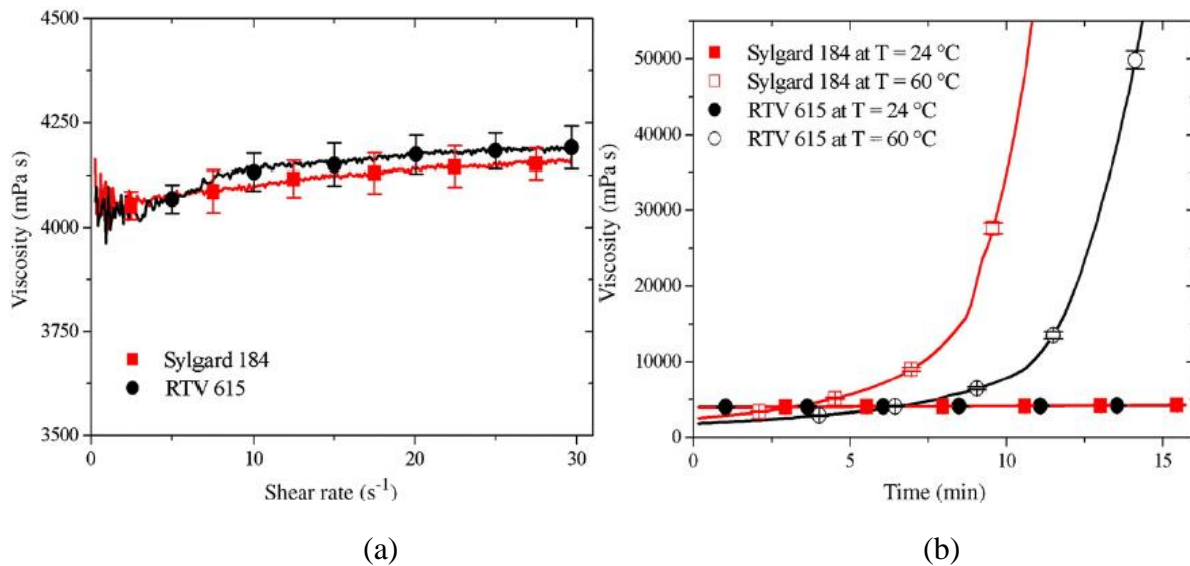 4500
4250
4000
3750
3500
Viscosity (mPa s)
Sylgard 184
RTV 615
0
10
20
30
Shear rate (s⁻¹)
(a)
50000
40000
30000
20000
10000
0
Viscosity (mPa s)
Sylgard 184 at T = 24 °C
Sylgard 184 at T = 60 °C
RTV 615 at T = 24 °C
RTV 615 at T = 60 °C
0
5
10
15
Time (min)
(b)